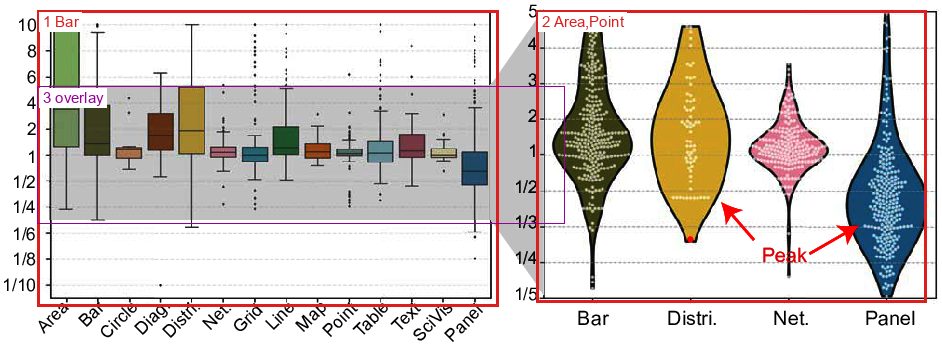 1 Bar
10
8
6
4
2
1
1/2
1/4
1/6
1/8
1/10
3 overlay
Area
Bar
Circle
Diag.
Distri.
Net.
Grid
Line
Map
Point
Table
Text
SciVis
Panel
2 Area,Point
5
4
3
2
1
1/2
1/3
1/4
1/5
Peak
Bar
Distri.
Net.
Panel